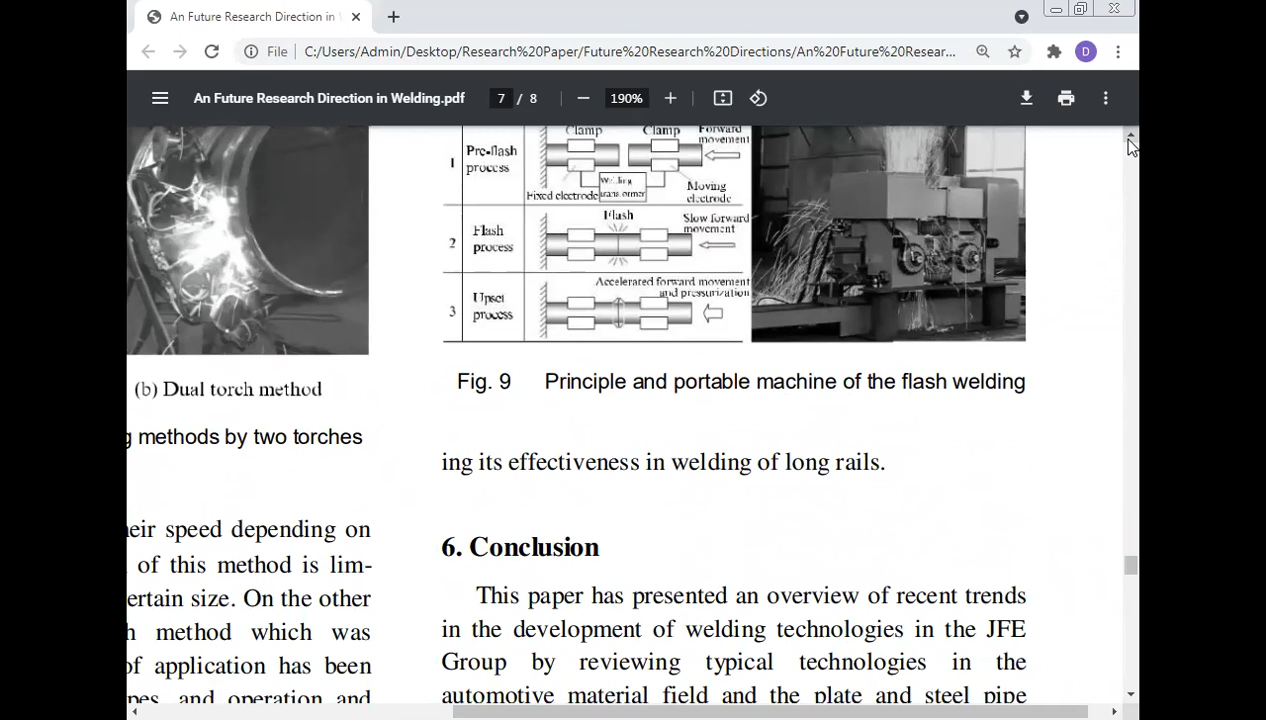 An Future Research Direction in
File
C:/Users/Admin/Desktop/Research%20Paper/Future%20Research%20Directions/An%20Future%20Resear...
D
An Future Research Direction in Welding.pdf
7 / 8
190%
(b) Dual torch method
g methods by two torches
heir speed depending on
of this method is lim-
ertain size. On the other
h method which was
of application has been
pes, and operation and
Clamp
Clamp
Forward
movement
1
Pre-flash
process
Fixed electrode
Welding
transformer
Moving
electrode
2
Flash
process
Flash
Slow forward
movement
3
Upset
process
Accelerated forward movement
and pressurization
Fig. 9 Principle and portable machine of the flash welding
ing its effectiveness in welding of long rails.
6. Conclusion
This paper has presented an overview of recent trends
in the development of welding technologies in the JFE
Group by reviewing typical technologies in the
automotive material field and the plate and steel pipe